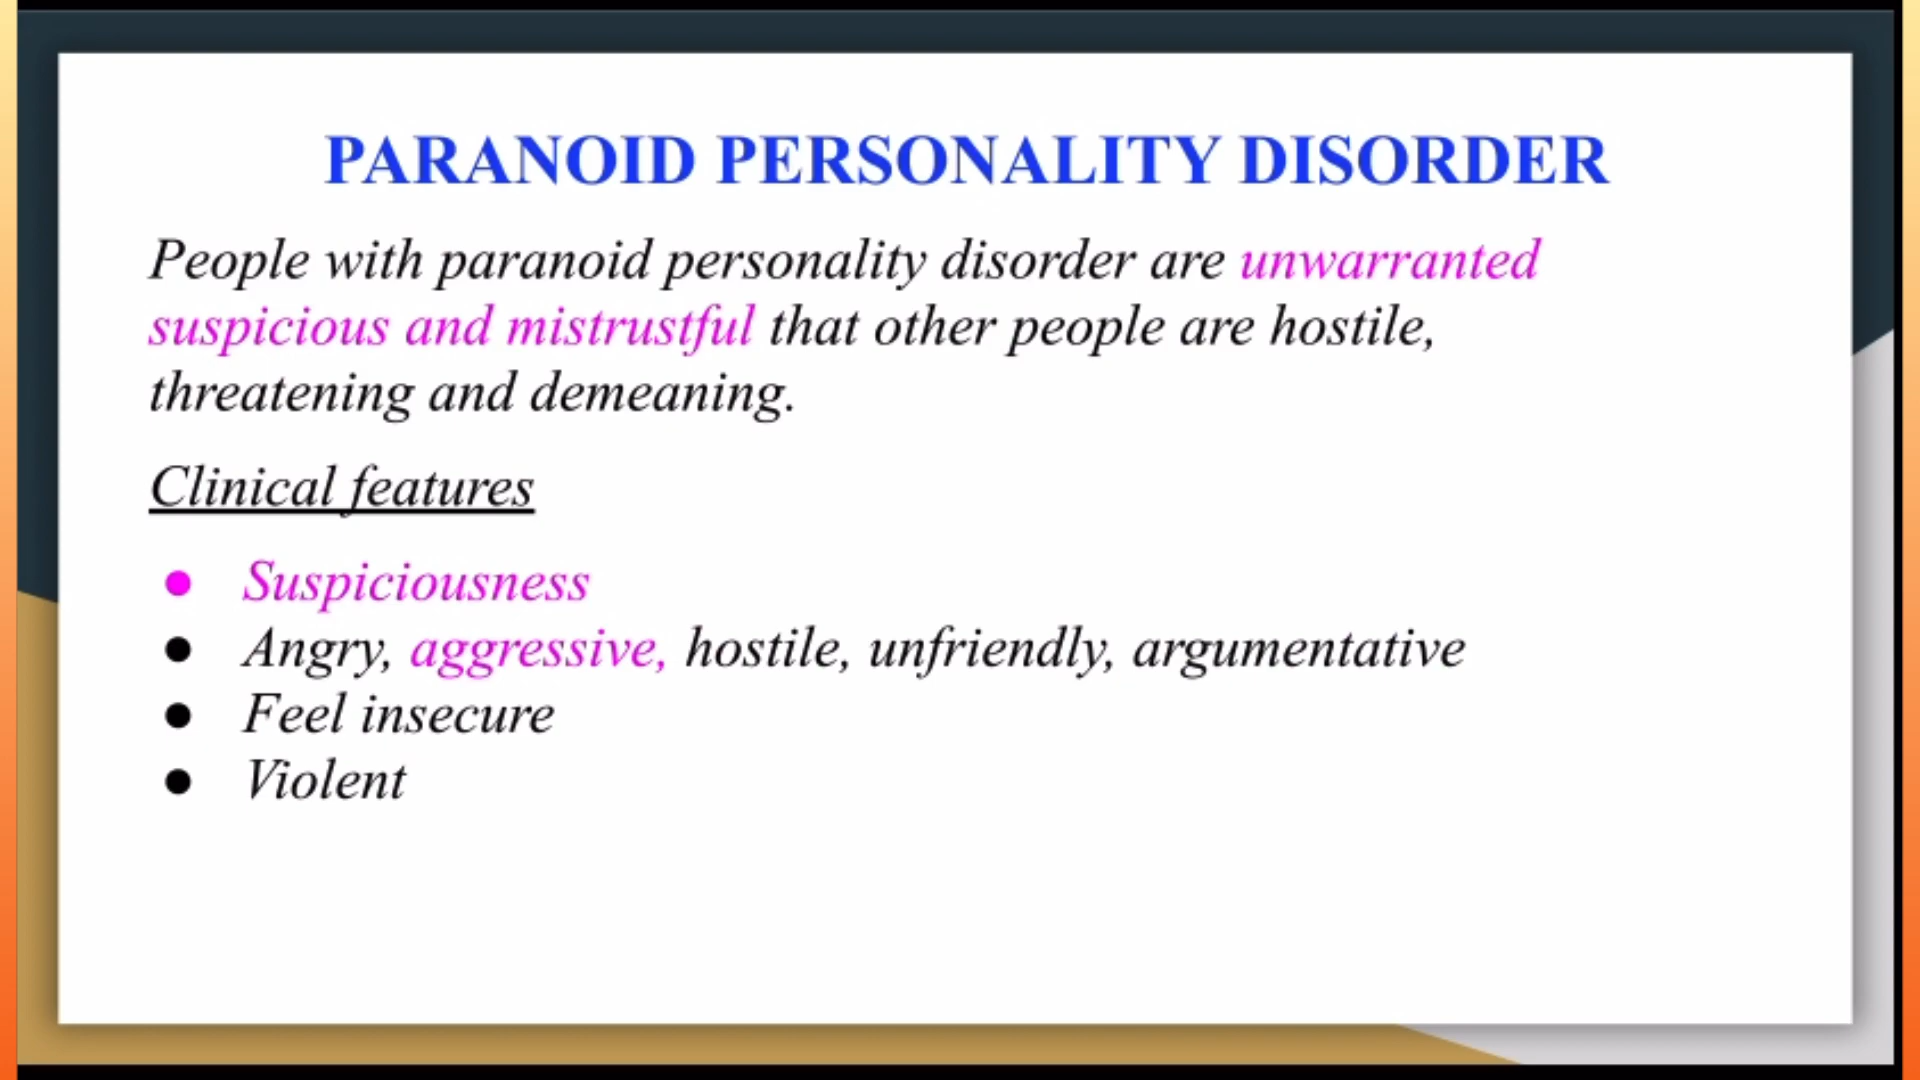 PARANOID PERSONALITY DISORDER
People with paranoid personality disorder are unwarranted
suspicious and mistrustful that other people are hostile,
threatening and demeaning.
Clinical features
● Suspiciousness
● Angry, aggressive, hostile, unfriendly, argumentative
● Feel insecure
● Violent